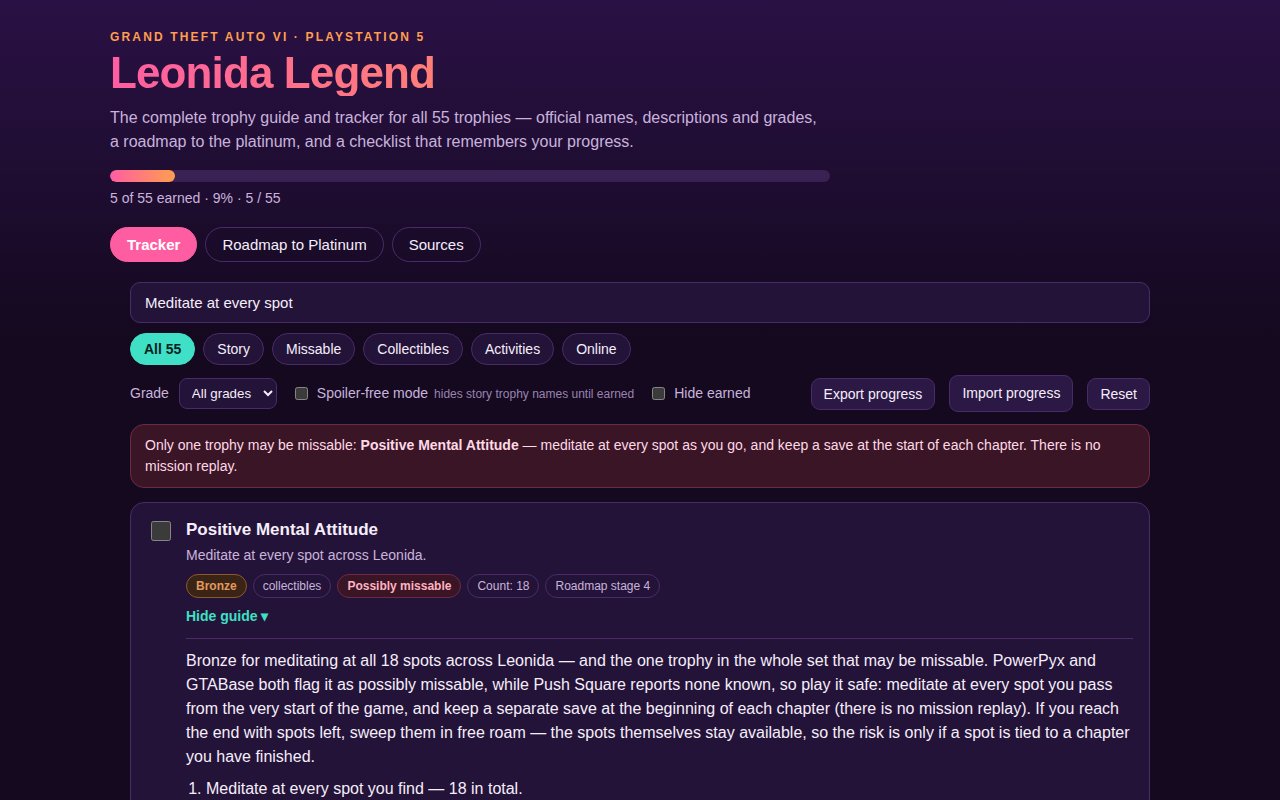 GRAND THEFT AUTO VI · PLAYSTATION 5
Leonida Legend
The complete trophy guide and tracker for all 55 trophies — official names, descriptions and grades,
a roadmap to the platinum, and a checklist that remembers your progress.
5 of 55 earned · 9% · 5 / 55
Tracker Roadmap to Platinum Sources
Meditate at every spot
All 55 Story Missable Collectibles Activities Online
Grade All grades Spoiler-free mode hides story trophy names until earned Hide earned Export progress Import progress Reset
Only one trophy may be missable: Positive Mental Attitude — meditate at every spot as you go, and keep a save at the start of each chapter. There is no
mission replay.
Positive Mental Attitude
Meditate at every spot across Leonida.
Bronze collectibles Possibly missable Count: 18 Roadmap stage 4
Hide guide ▾
Bronze for meditating at all 18 spots across Leonida — and the one trophy in the whole set that may be missable. PowerPyx and
GTABase both flag it as possibly missable, while Push Square reports none known, so play it safe: meditate at every spot you pass
from the very start of the game, and keep a separate save at the beginning of each chapter (there is no mission replay). If you reach
the end with spots left, sweep them in free roam — the spots themselves stay available, so the risk is only if a spot is tied to a chapter
you have finished.
1. Meditate at every spot you find — 18 in total.